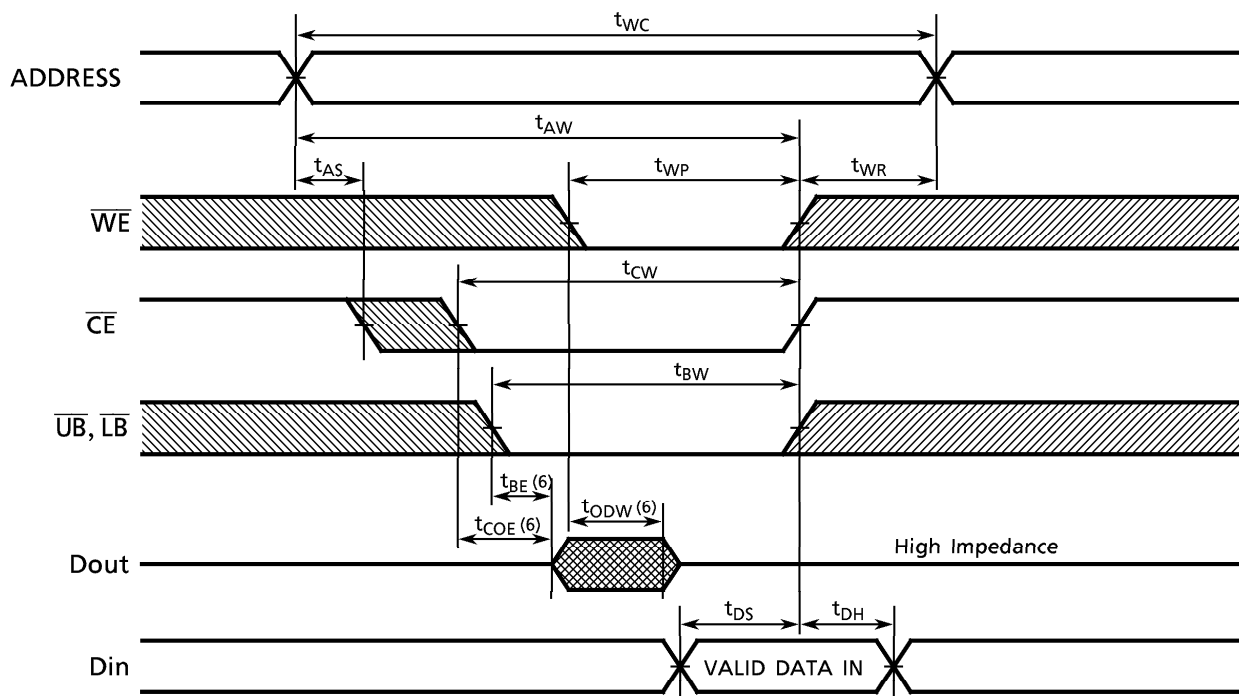 tWC
ADDRESS
tAW
tAS
tWP
tWR
WE
tCW
CE
tBW
UB, LB
tBE (6)
tODW (6)
tCOE (6)
High Impedance
Dout
tDS
tDH
Din
VALID DATA IN